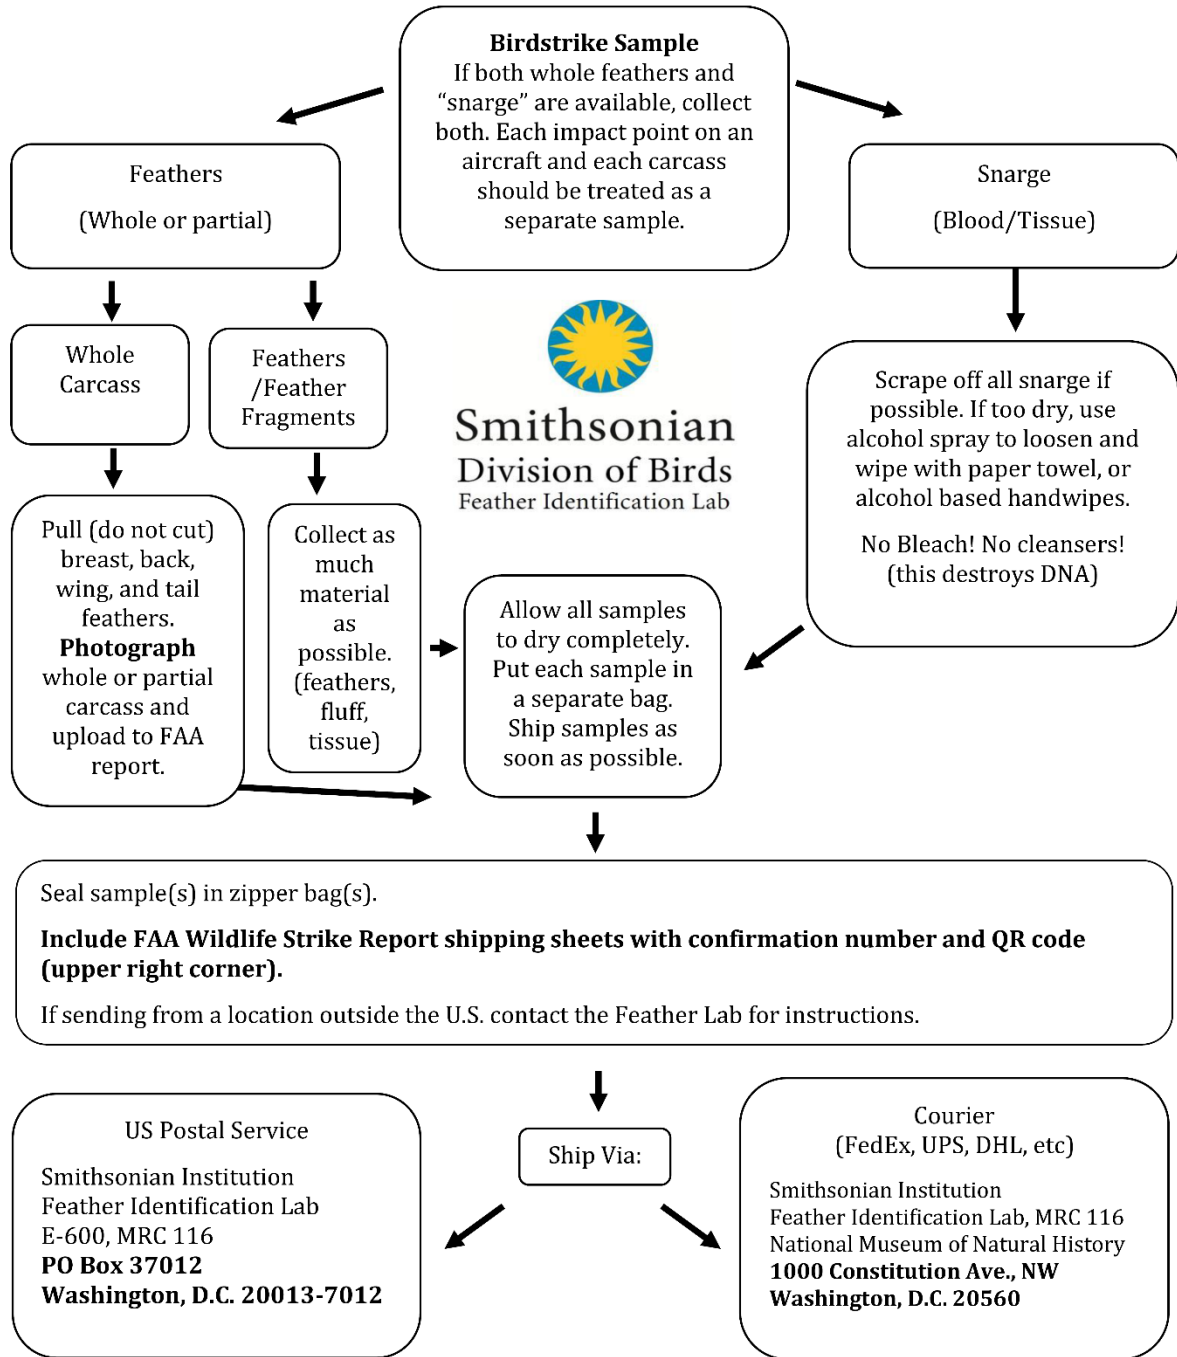 Birdstrike Sample
If both whole feathers and
“snarge” are available, collect
both. Each impact point on an
aircraft and each carcass
should be treated as a
separate sample.
Feathers
(Whole or partial)
Snarge
(Blood/Tissue)
Whole
Carcass
Feathers
/Feather
Fragments
Smithsonian
Division of Birds
Feather Identification Lab
Scrape off all snarge if
possible. If too dry, use
alcohol spray to loosen and
wipe with paper towel, or
alcohol based handwipes.
No Bleach! No cleansers!
(this destroys DNA)
Pull (do not cut)
breast, back,
wing, and tail
feathers.
Photograph
whole or partial
carcass and
upload to FAA
report.
Collect as
much
material
as
possible.
(feathers,
fluff,
tissue)
Allow all samples
to dry completely.
Put each sample in
a separate bag.
Ship samples as
soon as possible.
Seal sample(s) in zipper bag(s).
Include FAA Wildlife Strike Report shipping sheets with confirmation number and QR code
(upper right corner).
If sending from a location outside the U.S. contact the Feather Lab for instructions.
Ship Via:
US Postal Service
Smithsonian Institution
Feather Identification Lab
E-600, MRC 116
PO Box 37012
Washington, D.C. 20013-7012
Courier
(FedEx, UPS, DHL, etc)
Smithsonian Institution
Feather Identification Lab, MRC 116
National Museum of Natural History
1000 Constitution Ave., NW
Washington, D.C. 20560